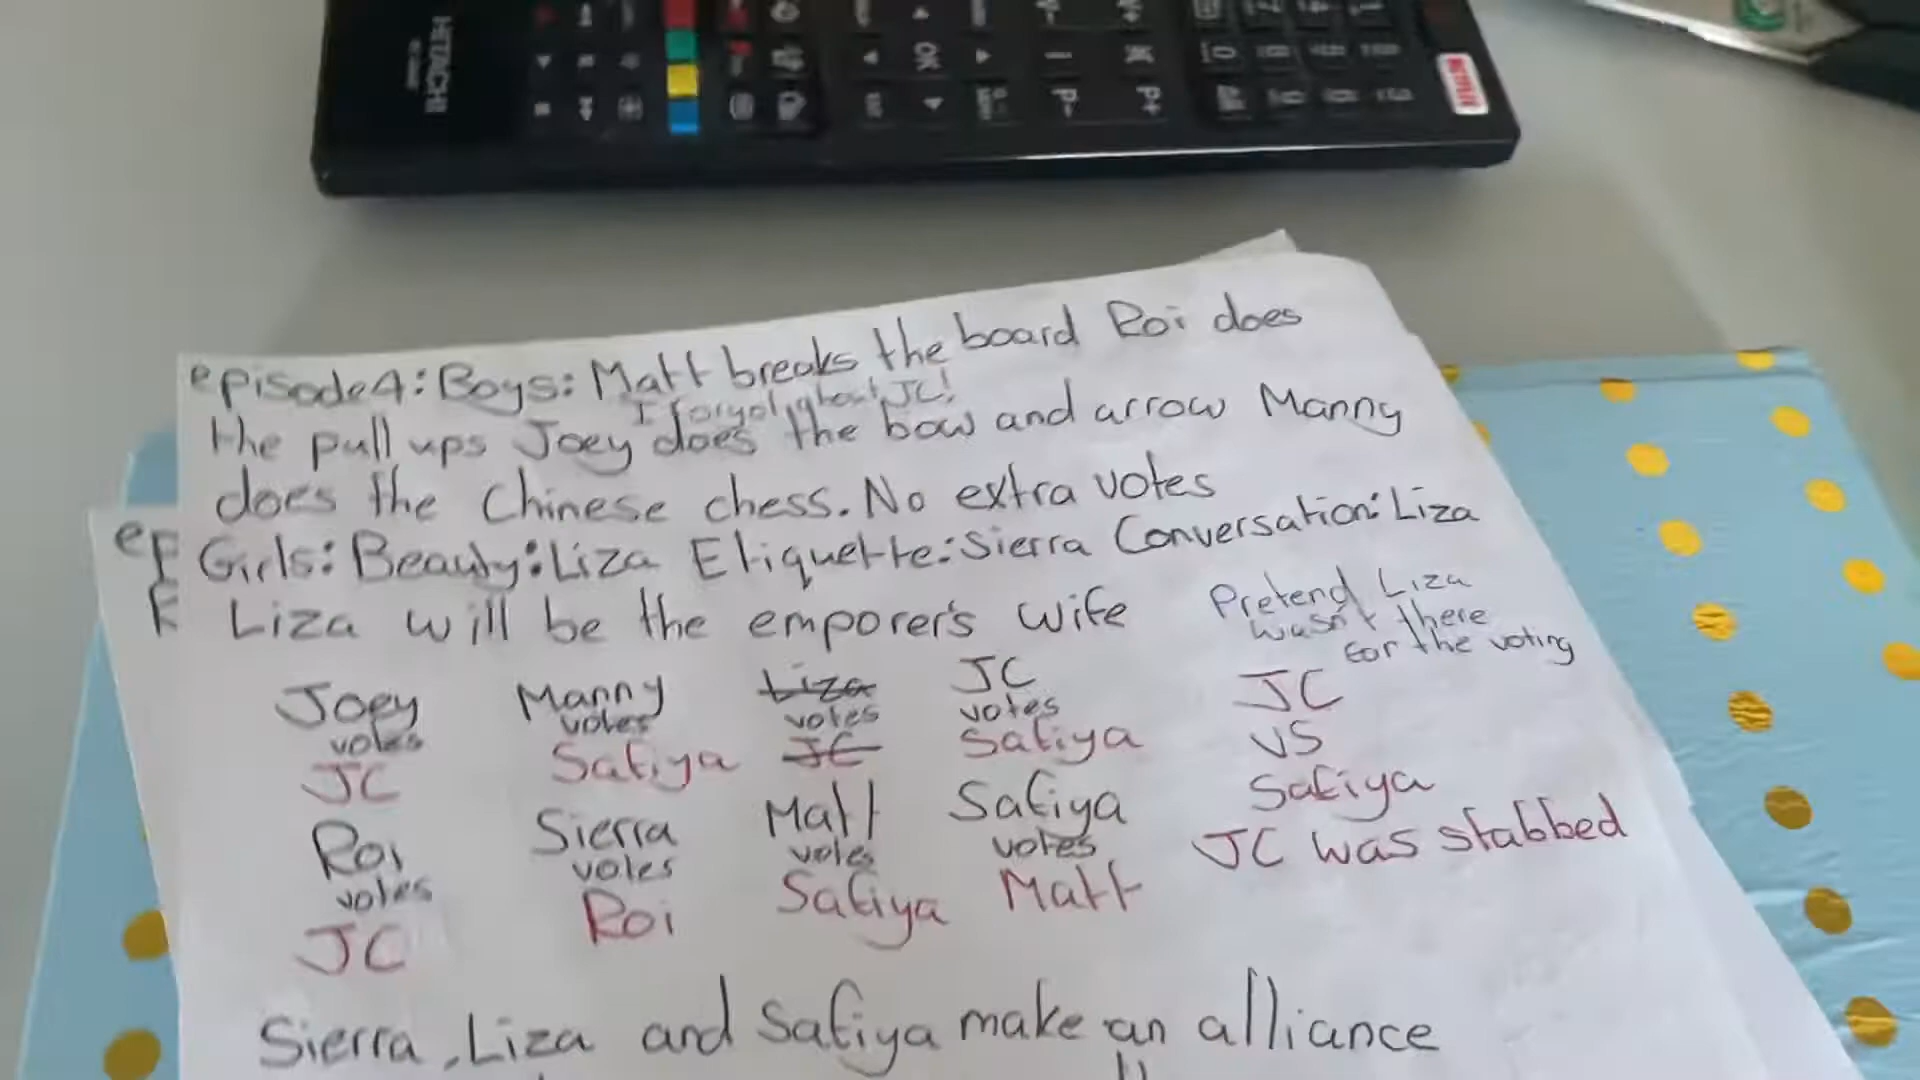 HITACHI
OK
P-
P+
episode4: Boys: Matt breaks the board Roi does
I forgot about JC!
the pull ups Joey does the bow and arrow Manny
does the Chinese chess. No extra votes
ep
Girls: Beauty: Liza Etiquette: Sierra Conversation: Liza
Liza will be the emporer's wife
Pretend Liza
wasn't there
for the voting
Joey Manny Liza JC
votes votes votes votes
JC Safiya JC Safiya
JC
VS
Safiya
Roi Sierra Matt Safiya
votes votes votes votes
JC Roi Safiya Matt
JC was stabbed
Sierra, Liza and Safiya make an alliance